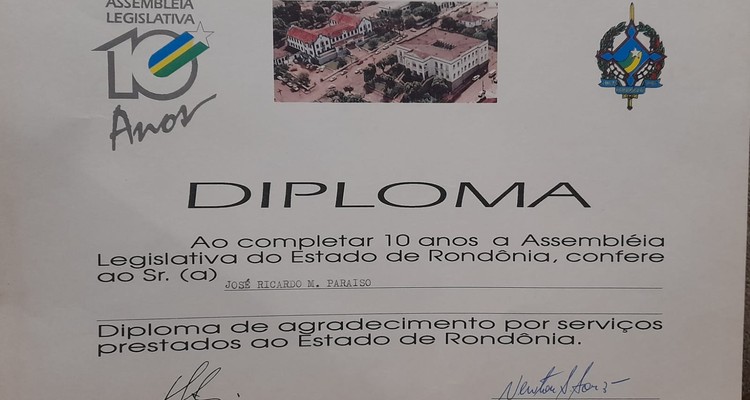 ASSEMBLÉIA
LEGISLATIVA
10
Anos
DIPLOMA
Ao completar 10 anos a Assembléia
Legislativa do Estado de Rondônia, confere
ao Sr. (a) JOSÉ RICARDO M. PARAISO
Diploma de agradecimento por serviços
prestados ao Estado de Rondônia.